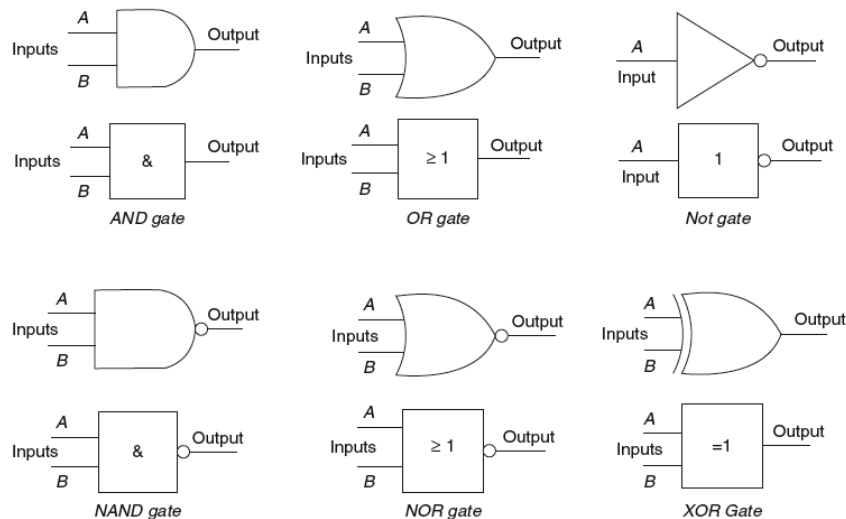 A
Inputs
Output
B
A
Inputs
Output
B
A
Input
Output
A
Inputs
&
Output
B
AND gate
A
Inputs
≥ 1
Output
B
OR gate
A
Input
1
Output
Not gate
A
Inputs
Output
B
A
Inputs
Output
B
A
Inputs
Output
B
A
Inputs
&
Output
B
NAND gate
A
Inputs
≥ 1
Output
B
NOR gate
A
Inputs
=1
Output
B
XOR Gate